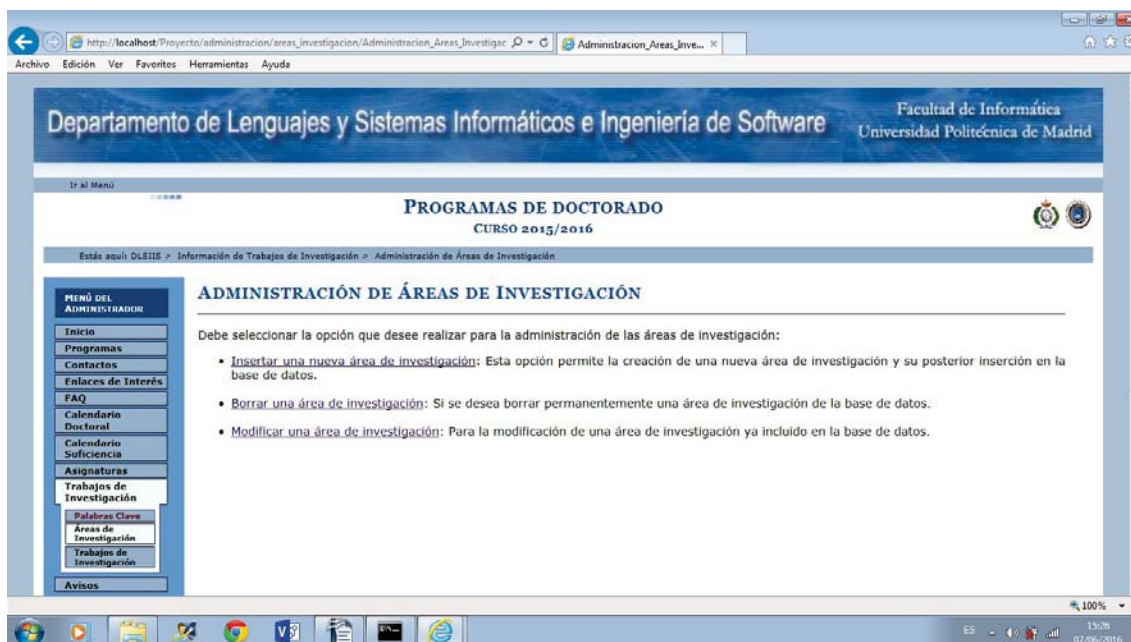 http://localhost/Proyecto/administracion/areas_investigacion/Administracion_Areas_Investigac
Administracion_Areas_Inve...
Archivo Edición Ver Favoritos Herramientas Ayuda
Departamento de Lenguajes y Sistemas Informáticos e Ingeniería de Software
Facultad de Informática
Universidad Politécnica de Madrid
Ir al Menú
PROGRAMAS DE DOCTORADO
CURSO 2015/2016
Estás aquí: DLSIIS > Información de Trabajos de Investigación > Administración de Áreas de Investigación
MENÚ DEL
ADMINISTRADOR
Inicio
Programas
Contactos
Enlaces de Interés
FAQ
Calendario
Doctoral
Calendario
Suficiencia
Asignaturas
Trabajos de
Investigación
Palabras Clave
Áreas de
Investigación
Trabajos de
Investigación
Avisos
ADMINISTRACIÓN DE ÁREAS DE INVESTIGACIÓN
Debe seleccionar la opción que desee realizar para la administración de las áreas de investigación:
• Insertar una nueva área de investigación: Esta opción permite la creación de una nueva área de investigación y su posterior inserción en la
base de datos.
• Borrar una área de investigación: Si se desea borrar permanentemente una área de investigación de la base de datos.
• Modificar una área de investigación: Para la modificación de una área de investigación ya incluido en la base de datos.
100%
ES
15:26
02/06/2016